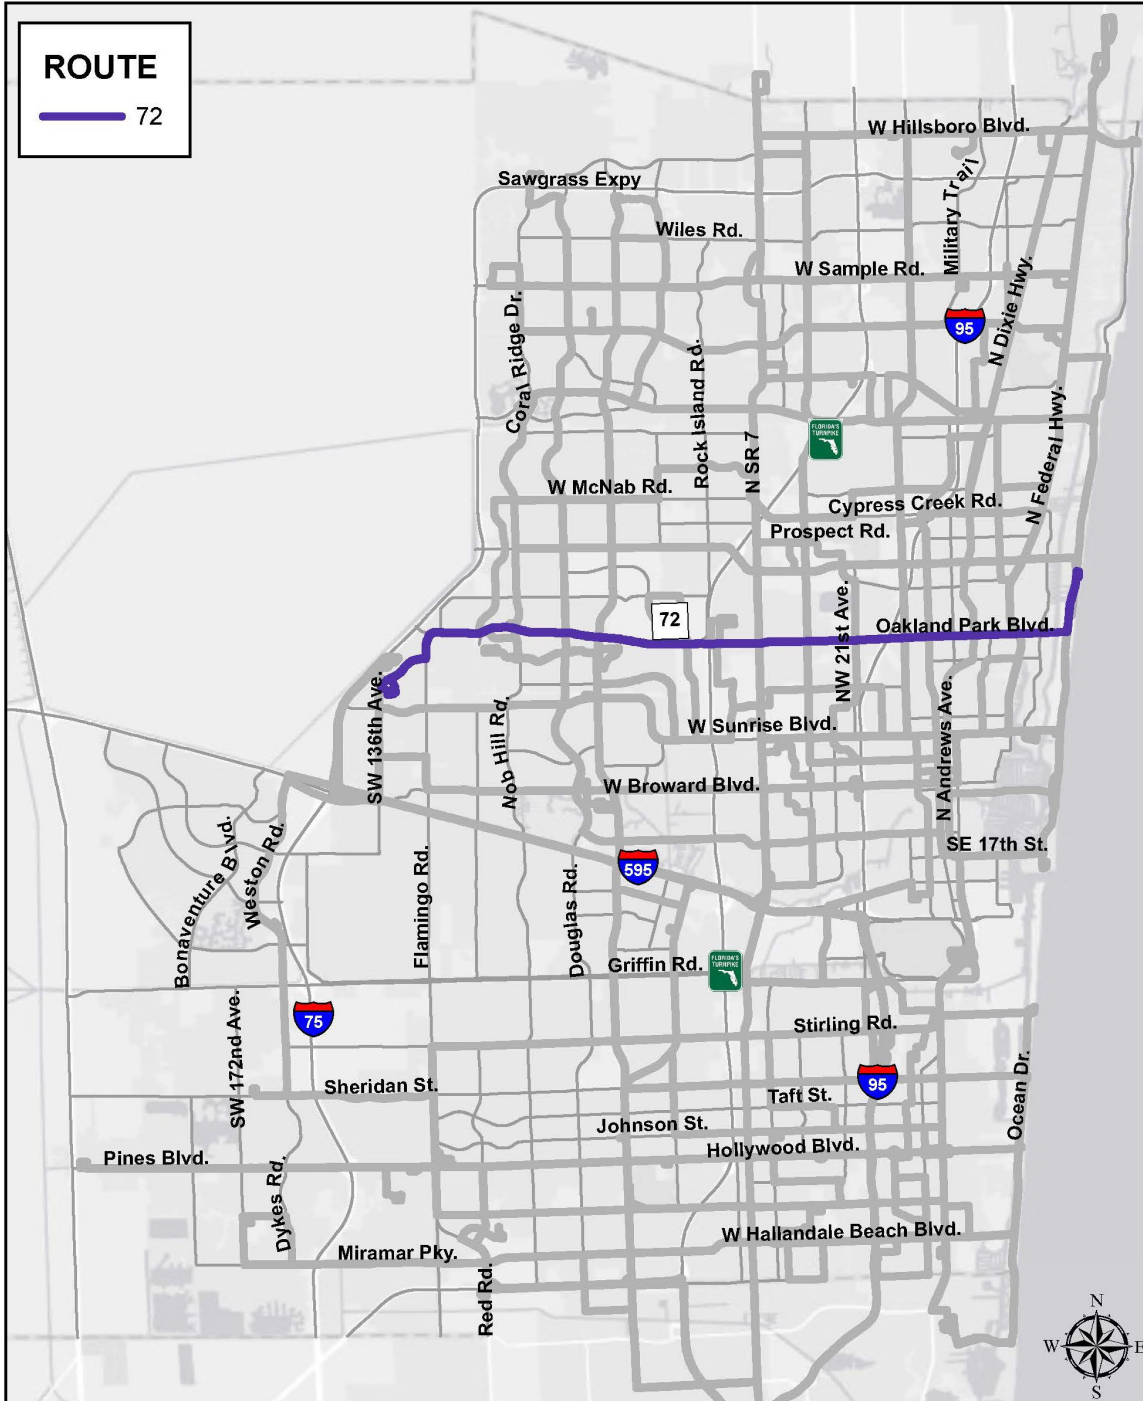 ROUTE
72
W Hillsboro Blvd.
Military Trail
Sawgrass Expy
Wiles Rd.
W Sample Rd.
95
N Dixie Hwy.
Coral Ridge Dr.
Rock Island Rd.
N Federal Hwy.
FLORIDA'S
TURNPIKE
N SR 7
W McNab Rd.
Cypress Creek Rd.
Prospect Rd.
72
NW 21st Ave.
Oakland Park Blvd.
SW 136th Ave.
Nob Hill Rd.
W Sunrise Blvd.
N Andrews Ave.
W Broward Blvd.
SE 17th St.
Bonaventure Blvd.
Weston Rd.
595
Flamingo Rd.
Douglas Rd.
Griffin Rd.
FLORIDA'S
TURNPIKE
75
SW 172nd Ave.
Stirling Rd.
Sheridan St.
95
Taft St.
Ocean Dr.
Johnson St.
Hollywood Blvd.
Pines Blvd.
Dykes Rd.
W Hallandale Beach Blvd.
Miramar Pky.
Red Rd.
N
W E
S